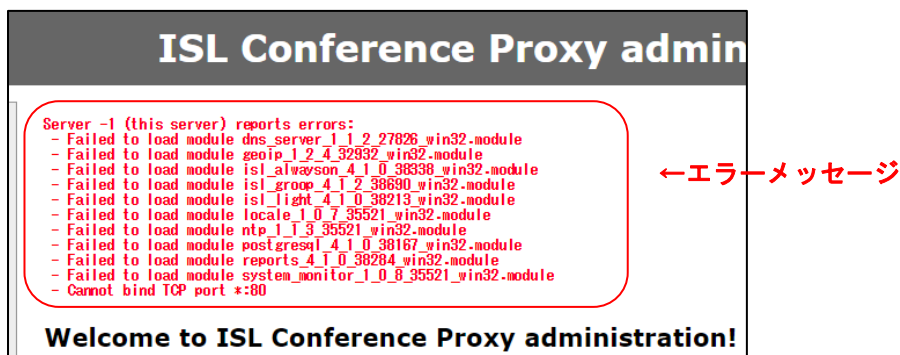 ISL Conference Proxy admin
Server -1 (this server) reports errors:
- Failed to load module dns_server_1_1_2_27826_win32.module
- Failed to load module geoip_1_2_4_32932_win32.module
- Failed to load module isl_alwayson_4_1_0_38338_win32.module
- Failed to load module isl_groop_4_1_2_38690_win32.module
- Failed to load module isl_light_4_1_0_38213_win32.module
- Failed to load module locale_1_0_7_35521_win32.module
- Failed to load module ntp_1_1_3_35521_win32.module
- Failed to load module postgresql_4_1_0_38167_win32.module
- Failed to load module reports_4_1_0_38284_win32.module
- Failed to load module system_monitor_1_0_8_35521_win32.module
- Cannot bind TCP port *:80
←エラーメッセージ
Welcome to ISL Conference Proxy administration!